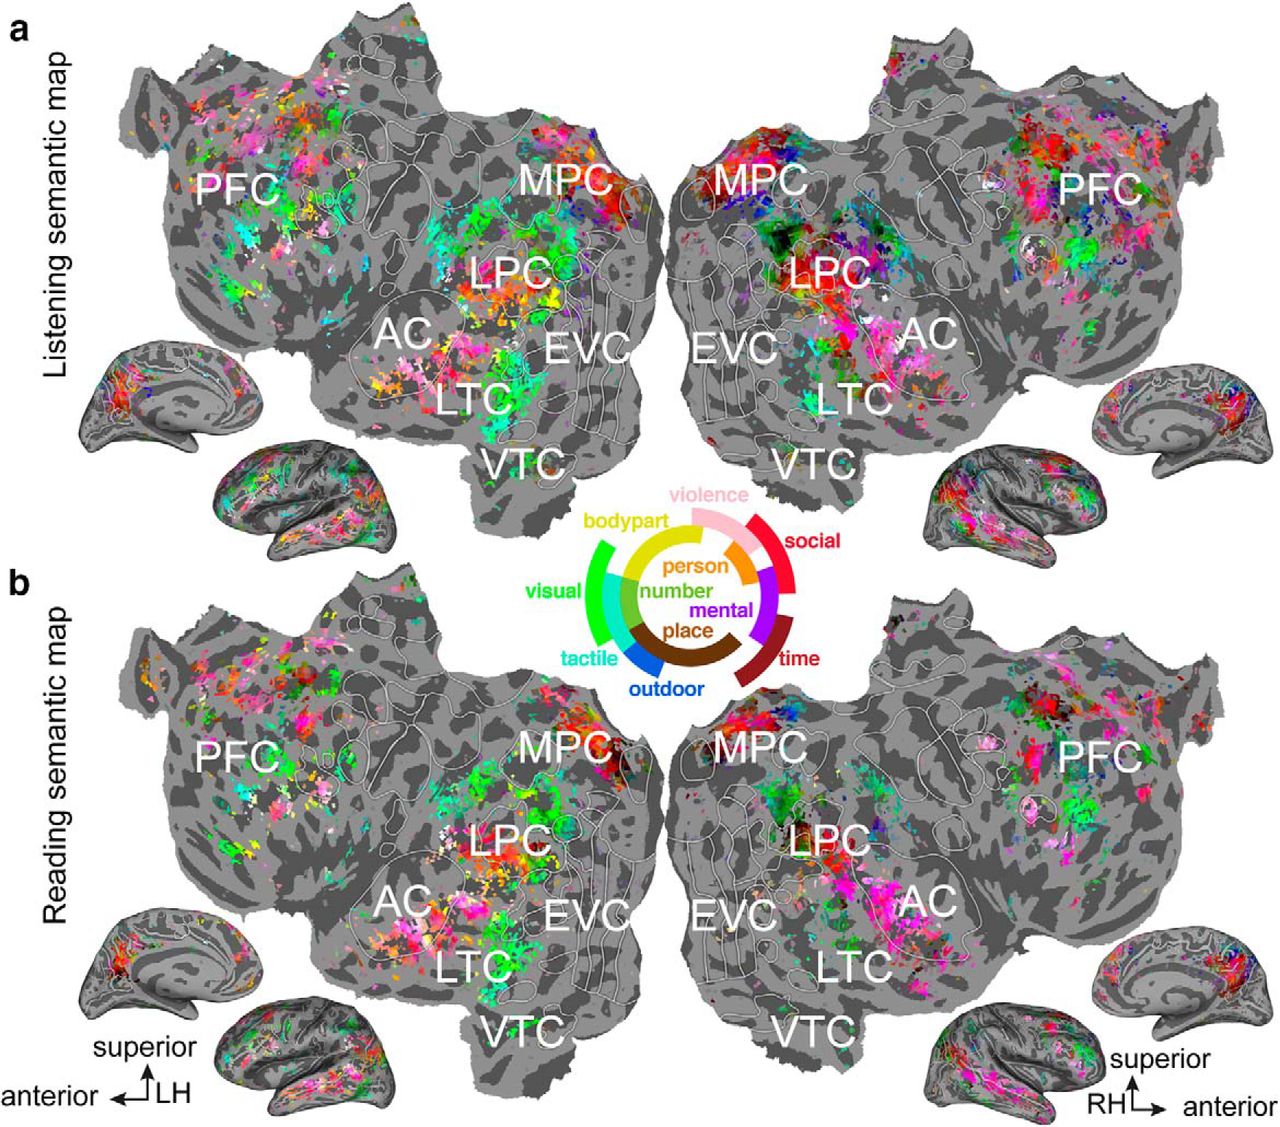 a
Listening semantic map
PFC
MPC
MPC
PFC
LPC
LPC
AC
EVC
EVC
AC
LTC
LTC
VTC
VTC
violence
bodypart
social
person
visual
number
mental
place
tactile
time
outdoor
b
Reading semantic map
PFC
MPC
MPC
PFC
LPC
LPC
AC
EVC
EVC
AC
LTC
LTC
VTC
VTC
superior
anterior
LH
superior
RH
anterior